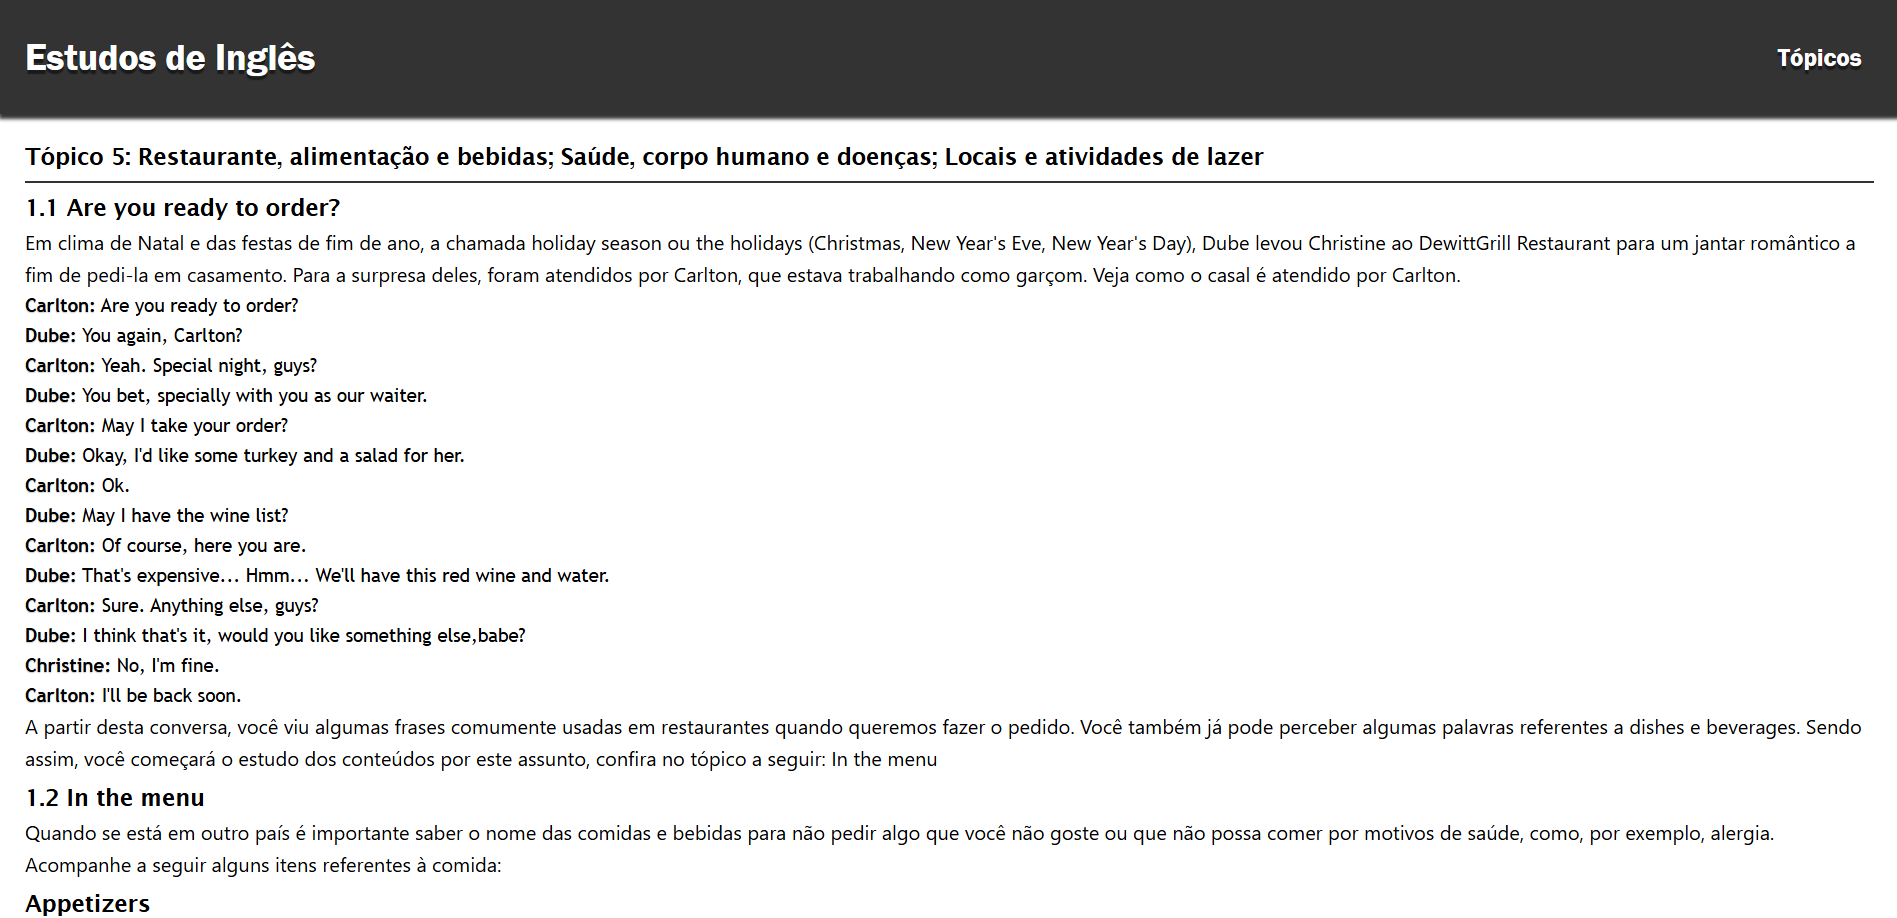 Estudos de Inglês
Tópicos
Tópico 5: Restaurante, alimentação e bebidas; Saúde, corpo humano e doenças; Locais e atividades de lazer
1.1 Are you ready to order?
Em clima de Natal e das festas de fim de ano, a chamada holiday season ou the holidays (Christmas, New Year's Eve, New Year's Day), Dube levou Christine ao DewittGrill Restaurant para um jantar romântico a
fim de pedi-la em casamento. Para a surpresa deles, foram atendidos por Carlton, que estava trabalhando como garçom. Veja como o casal é atendido por Carlton.
Carlton: Are you ready to order?
Dube: You again, Carlton?
Carlton: Yeah. Special night, guys?
Dube: You bet, specially with you as our waiter.
Carlton: May I take your order?
Dube: Okay, I'd like some turkey and a salad for her.
Carlton: Ok.
Dube: May I have the wine list?
Carlton: Of course, here you are.
Dube: That's expensive... Hmm... We'll have this red wine and water.
Carlton: Sure. Anything else, guys?
Dube: I think that's it, would you like something else,babe?
Christine: No, I'm fine.
Carlton: I'll be back soon.
A partir desta conversa, você viu algumas frases comumente usadas em restaurantes quando queremos fazer o pedido. Você também já pode perceber algumas palavras referentes a dishes e beverages. Sendo
assim, você começará o estudo dos conteúdos por este assunto, confira no tópico a seguir: In the menu
1.2 In the menu
Quando se está em outro país é importante saber o nome das comidas e bebidas para não pedir algo que você não goste ou que não possa comer por motivos de saúde, como, por exemplo, alergia.
Acompanhe a seguir alguns itens referentes à comida:
Appetizers